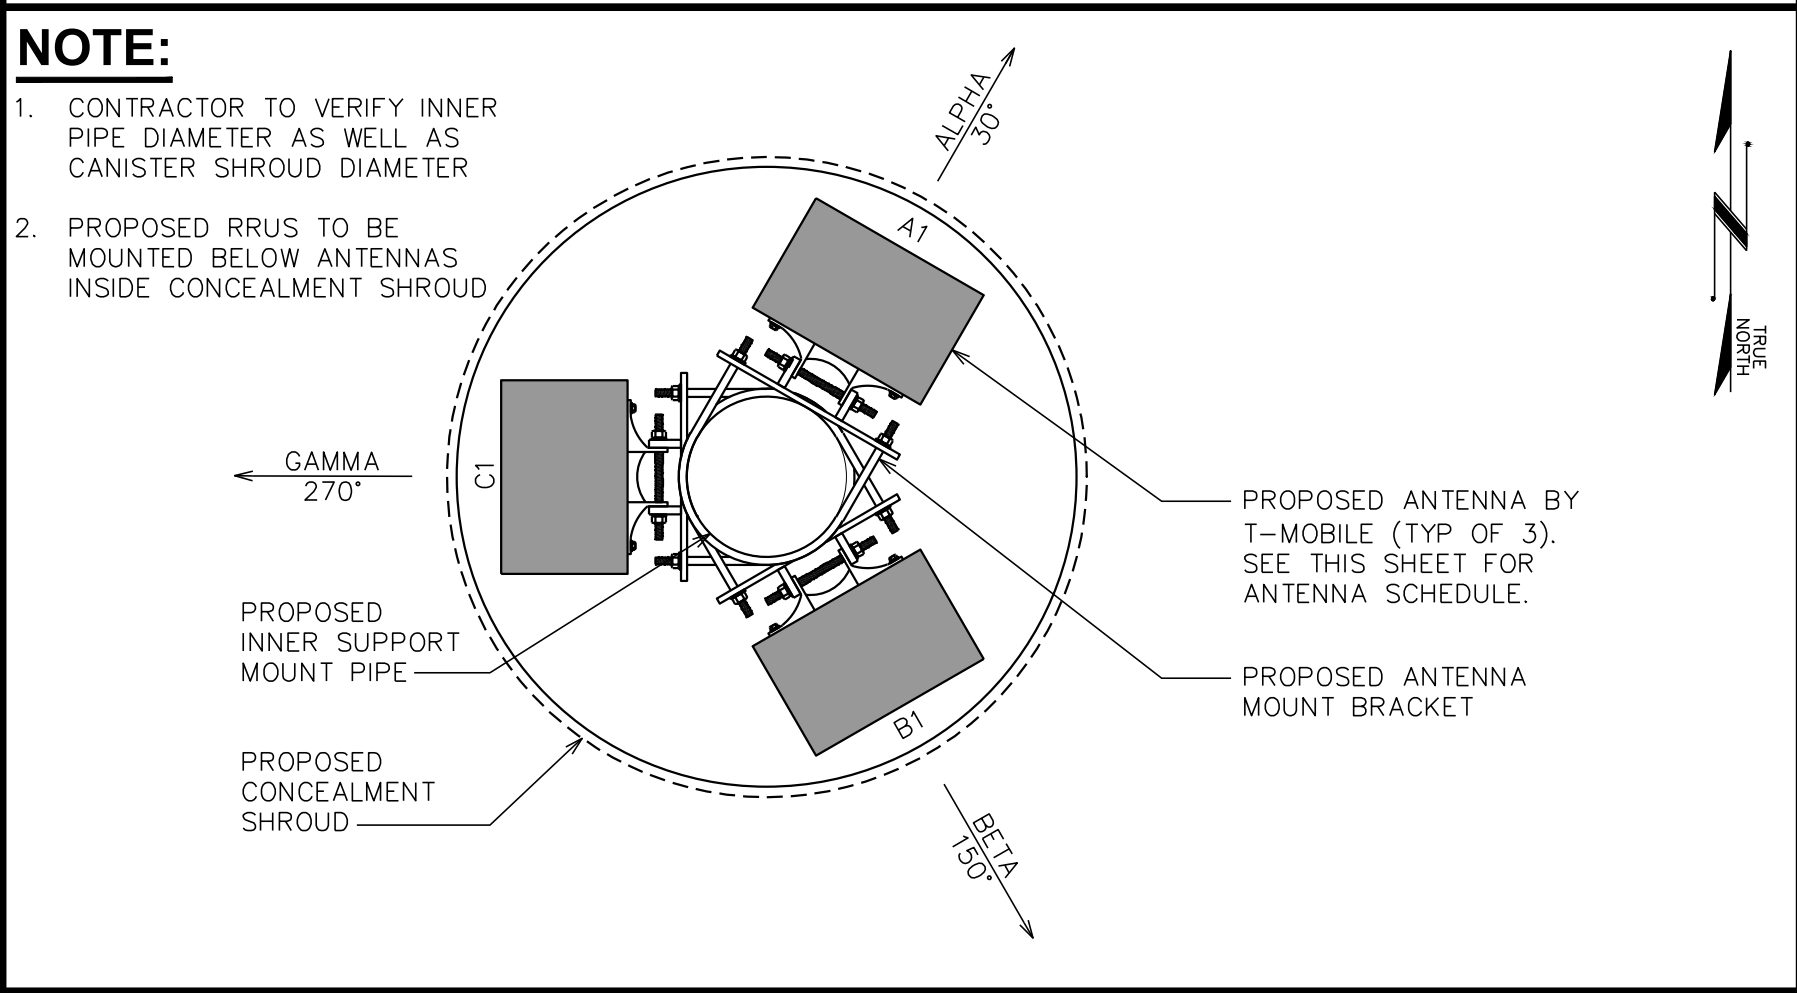 NOTE:
1. CONTRACTOR TO VERIFY INNER
PIPE DIAMETER AS WELL AS
CANISTER SHROUD DIAMETER
2. PROPOSED RRUS TO BE
MOUNTED BELOW ANTENNAS
INSIDE CONCEALMENT SHROUD
ALPHA
30°
A1
TRUE
NORTH
GAMMA
270°
C1
PROPOSED ANTENNA BY
T-MOBILE (TYP OF 3).
SEE THIS SHEET FOR
ANTENNA SCHEDULE.
PROPOSED
INNER SUPPORT
MOUNT PIPE
PROPOSED ANTENNA
MOUNT BRACKET
B1
PROPOSED
CONCEALMENT
SHROUD
BETA
150°